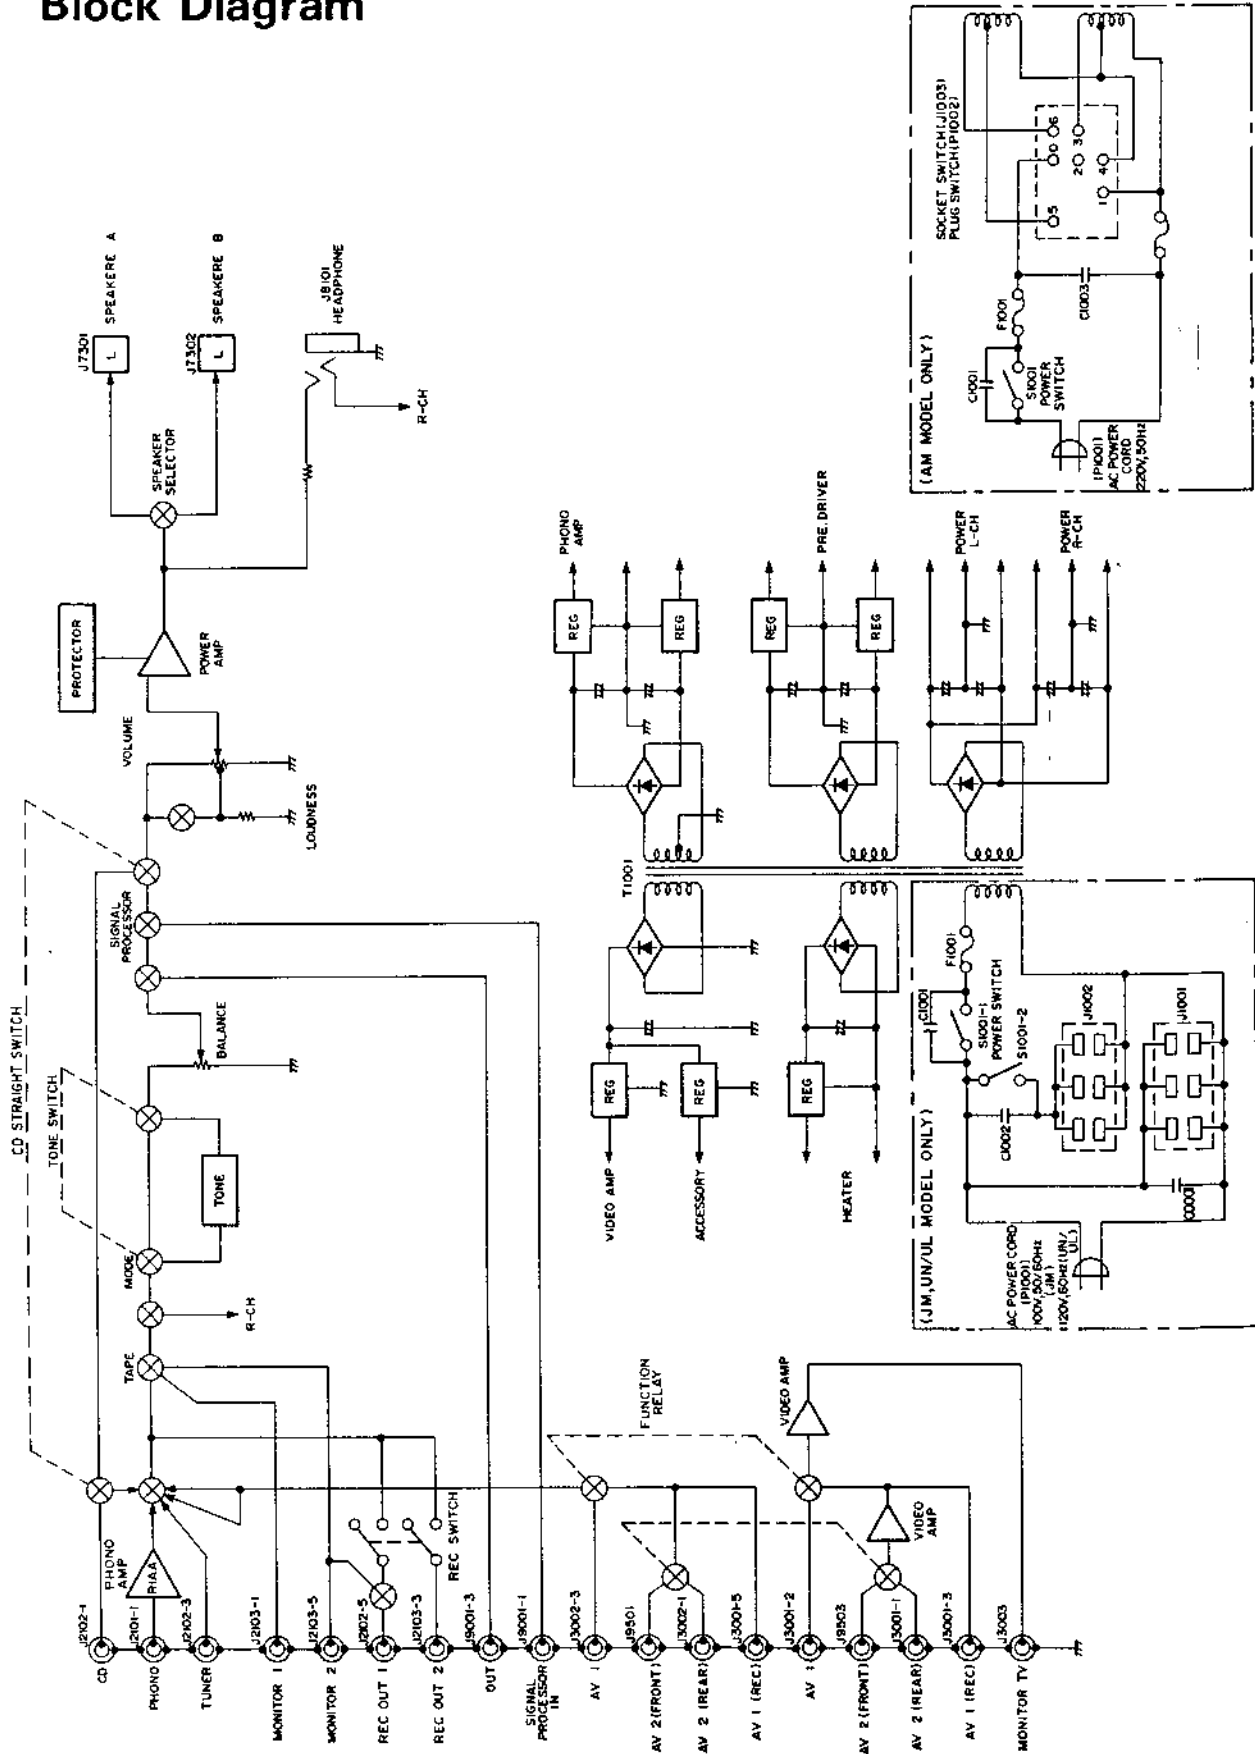 Block Diagram
CD STRAIGHT SWITCH
TONE SWITCH
J2102-1
CD
PHONO
AMP
RIAA
J2101-1
PHONO
J2102-3
TUNER
J2103-1
MONITOR 1
J2103-5
MONITOR 2
J2102-5
REC OUT 1
J2103-3
REC OUT 2
REC SWITCH
J9001-3
OUT
J9001-1
SIGNAL
PROCESSOR
IN
J3002-3
AV 1
J9501
AV 2 (FRONT)
J3002-1
AV 2 (REAR)
J3001-5
AV 1 (REC)
J3001-2
AV 1
J9503
AV 2 (FRONT)
J3001-1
AV 2 (REAR)
J3001-3
AV 1 (REC)
J3003
MONITOR TV
FUNCTION
RELAY
VIDEO AMP
VIDEO
AMP
TAPE
R-CH
MODE
TONE
BALANCE
SIGNAL
PROCESSOR
LOUDNESS
VOLUME
PROTECTOR
POWER
AMP
SPEAKER
SELECTOR
J7301
L
SPEAKERE A
J7302
L
SPEAKERE B
J8101
HEADPHONE
R-CH
T1001
REG
REG
PHONO
AMP
REG
REG
PRE.DRIVER
POWER
L-CH
POWER
R-CH
REG
VIDEO AMP
REG
ACCESSORY
REG
HEATER
(JM,UN/UL MODEL ONLY)
AC POWER CORD
(P1001)
100V,50/60Hz
(JM)
(120V,60Hz(UN/
UL)
C1001
F1001
S1001-1
POWER SWITCH
S1001-2
C1002
J1002
J1001
(AM MODEL ONLY)
(P1001)
AC POWER
CORD
220V,50Hz
C1001
S1001
POWER
SWITCH
F1001
C1003
SOCKET SWITCH(J1003)
PLUG SWITCH(P1002)
5
0
6
2
3
1
4